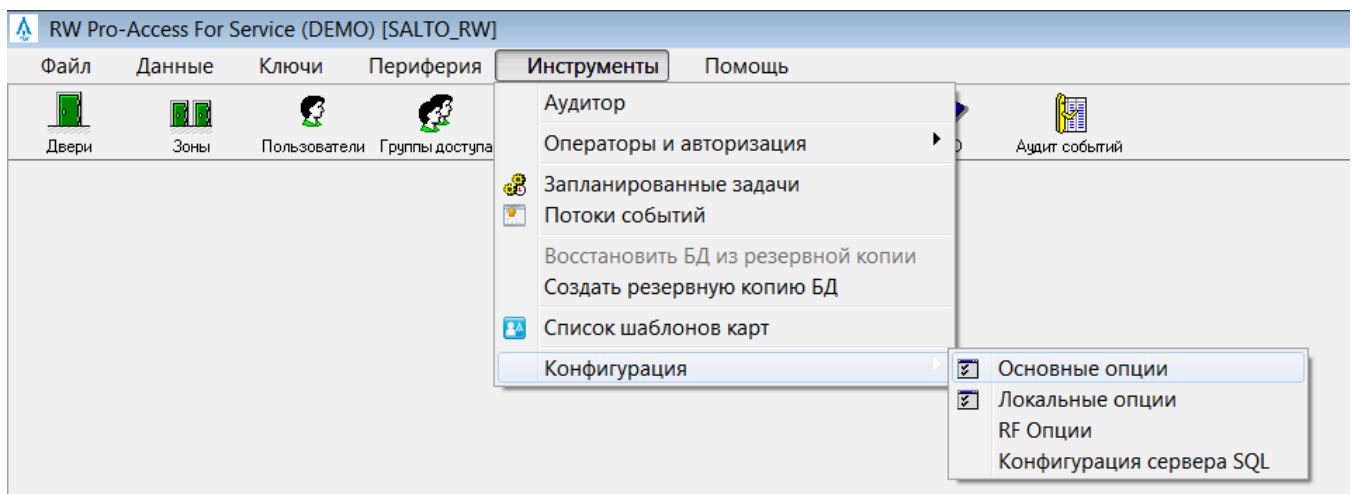 RW Pro-Access For Service (DEMO) [SALTO_RW]
Файл Данные Ключи Периферия Инструменты Помощь
Двери Зоны Пользователи Группы доступа Аудит событий
Аудитор
Операторы и авторизация
Запланированные задачи
Потоки событий
Восстановить БД из резервной копии
Создать резервную копию БД
Список шаблонов карт
Конфигурация
Основные опции
Локальные опции
RF Опции
Конфигурация сервера SQL